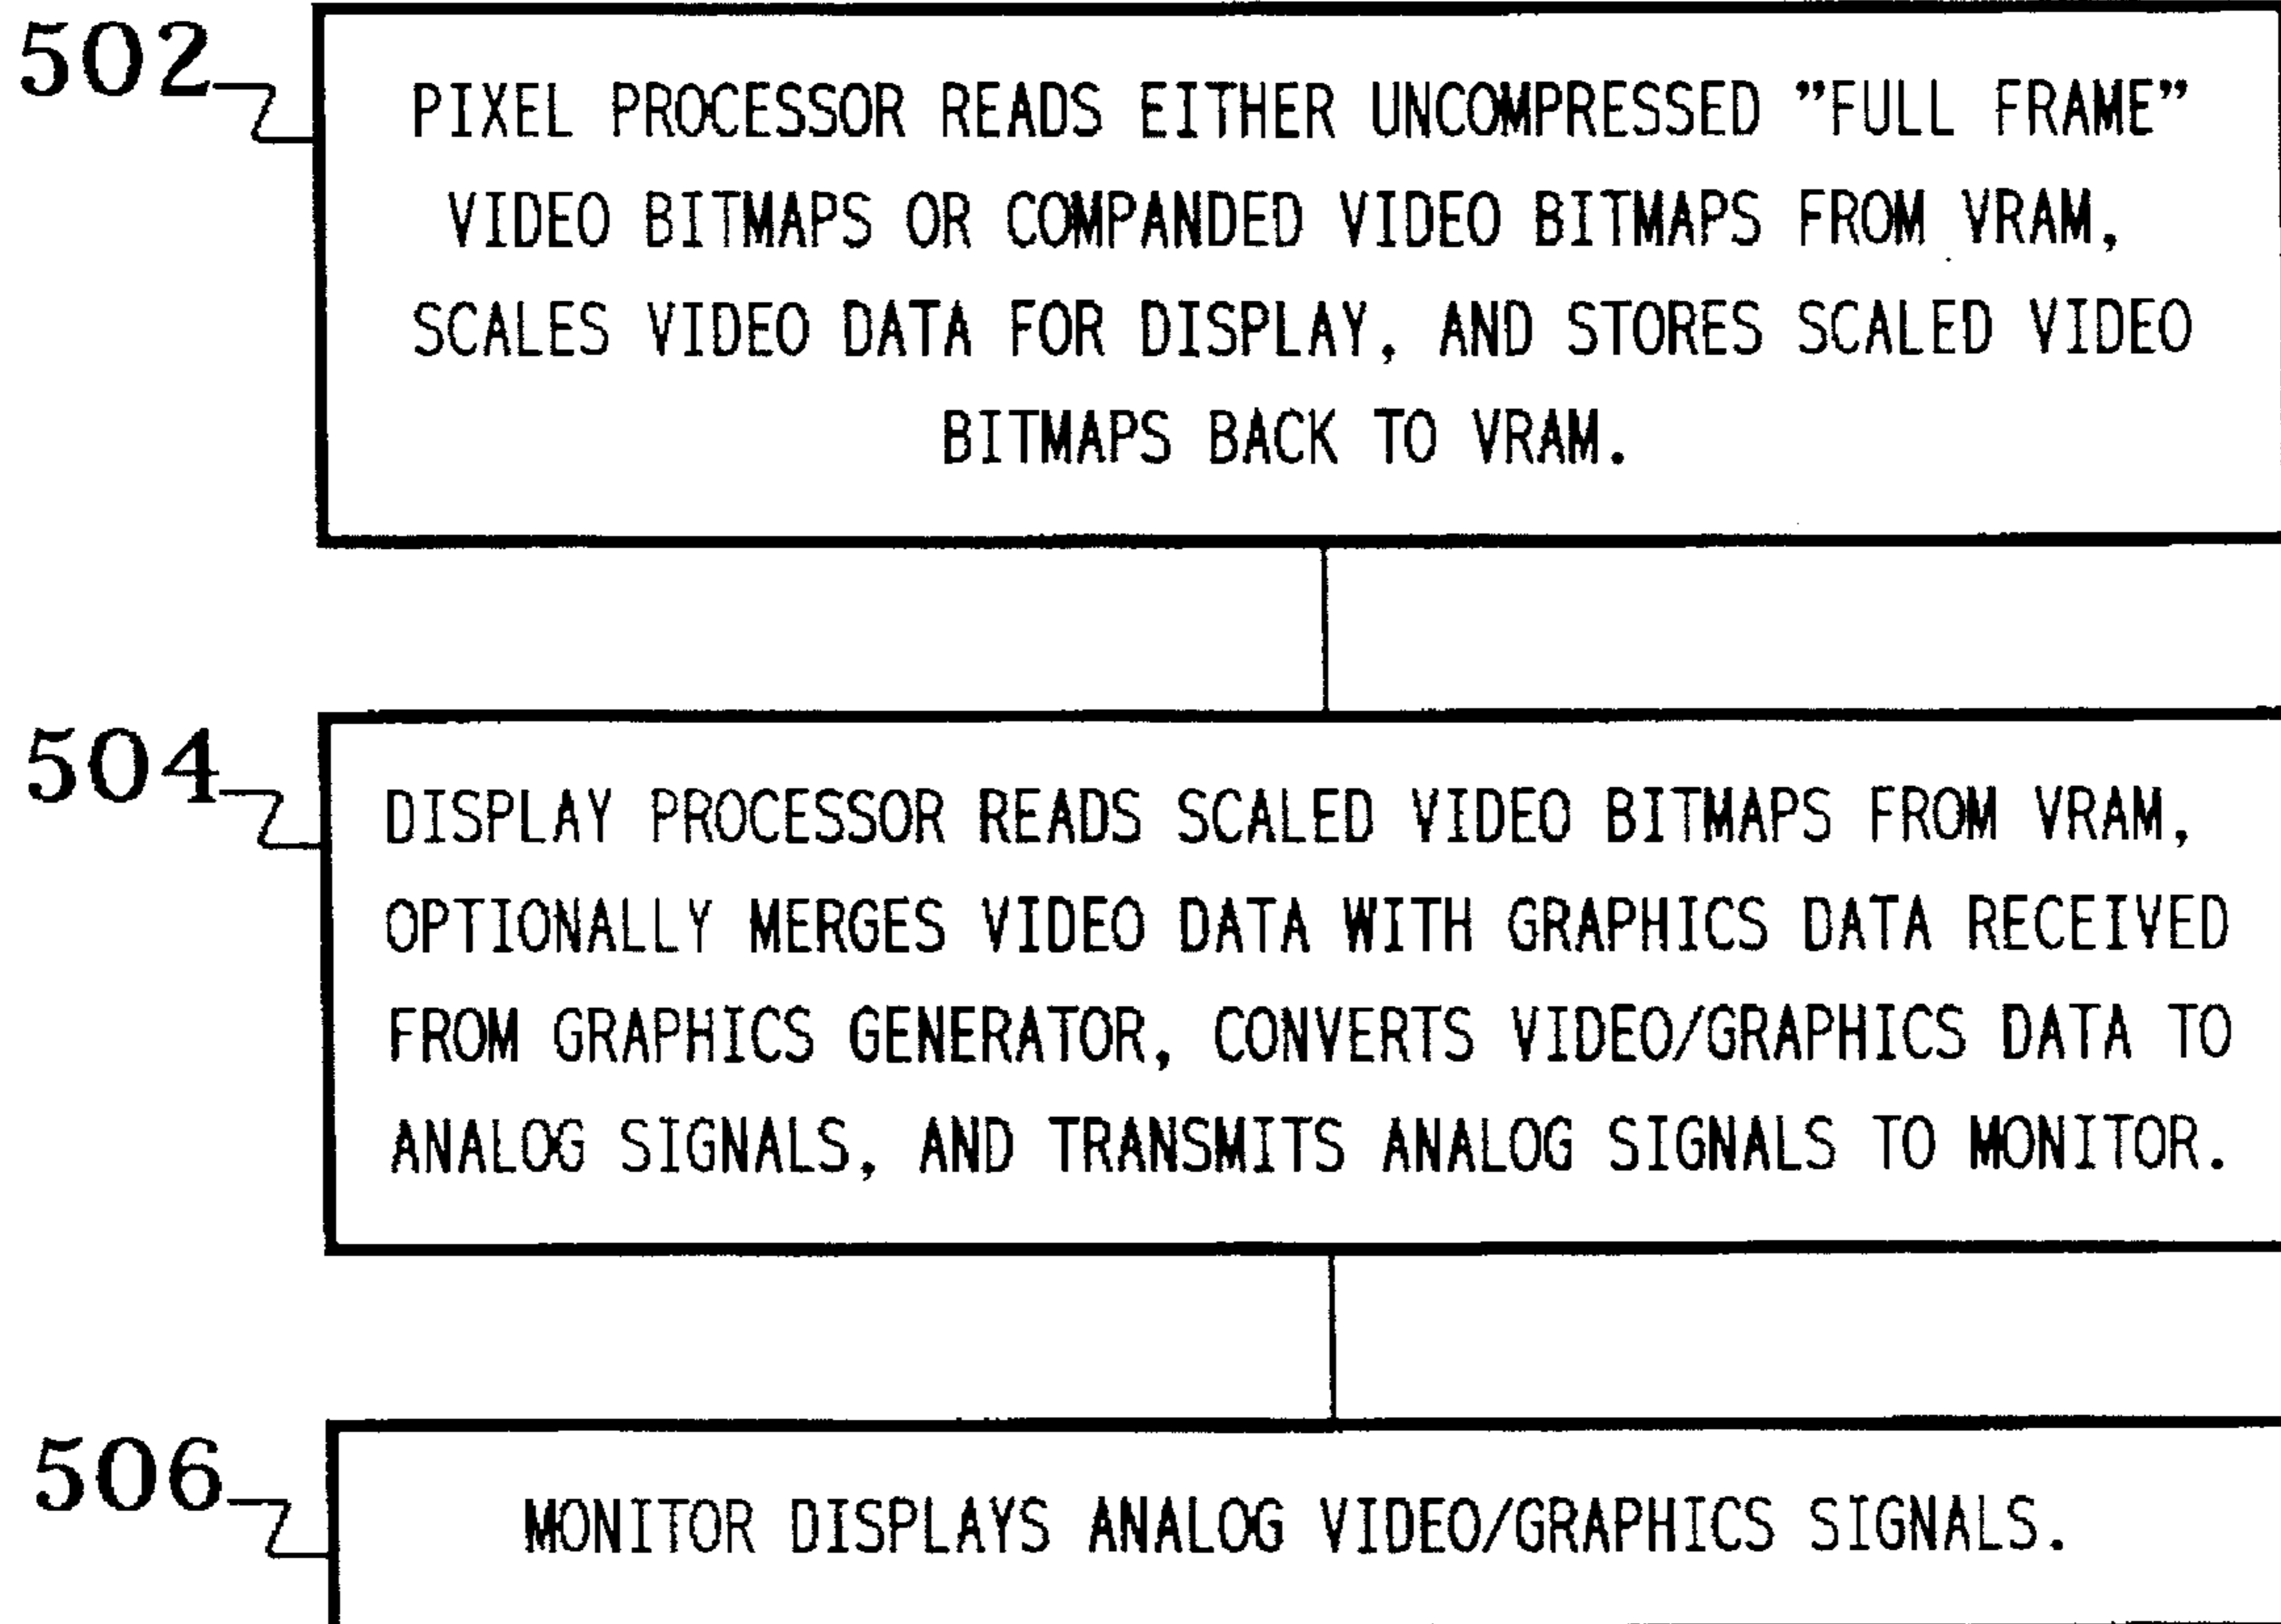 502
PIXEL PROCESSOR READS EITHER UNCOMPRESSED "FULL FRAME"
VIDEO BITMAPS OR COMPANDED VIDEO BITMAPS FROM VRAM,
SCALES VIDEO DATA FOR DISPLAY, AND STORES SCALED VIDEO
BITMAPS BACK TO VRAM.
504
DISPLAY PROCESSOR READS SCALED VIDEO BITMAPS FROM VRAM,
OPTIONALLY MERGES VIDEO DATA WITH GRAPHICS DATA RECEIVED
FROM GRAPHICS GENERATOR, CONVERTS VIDEO/GRAPHICS DATA TO
ANALOG SIGNALS, AND TRANSMITS ANALOG SIGNALS TO MONITOR.
506
MONITOR DISPLAYS ANALOG VIDEO/GRAPHICS SIGNALS.